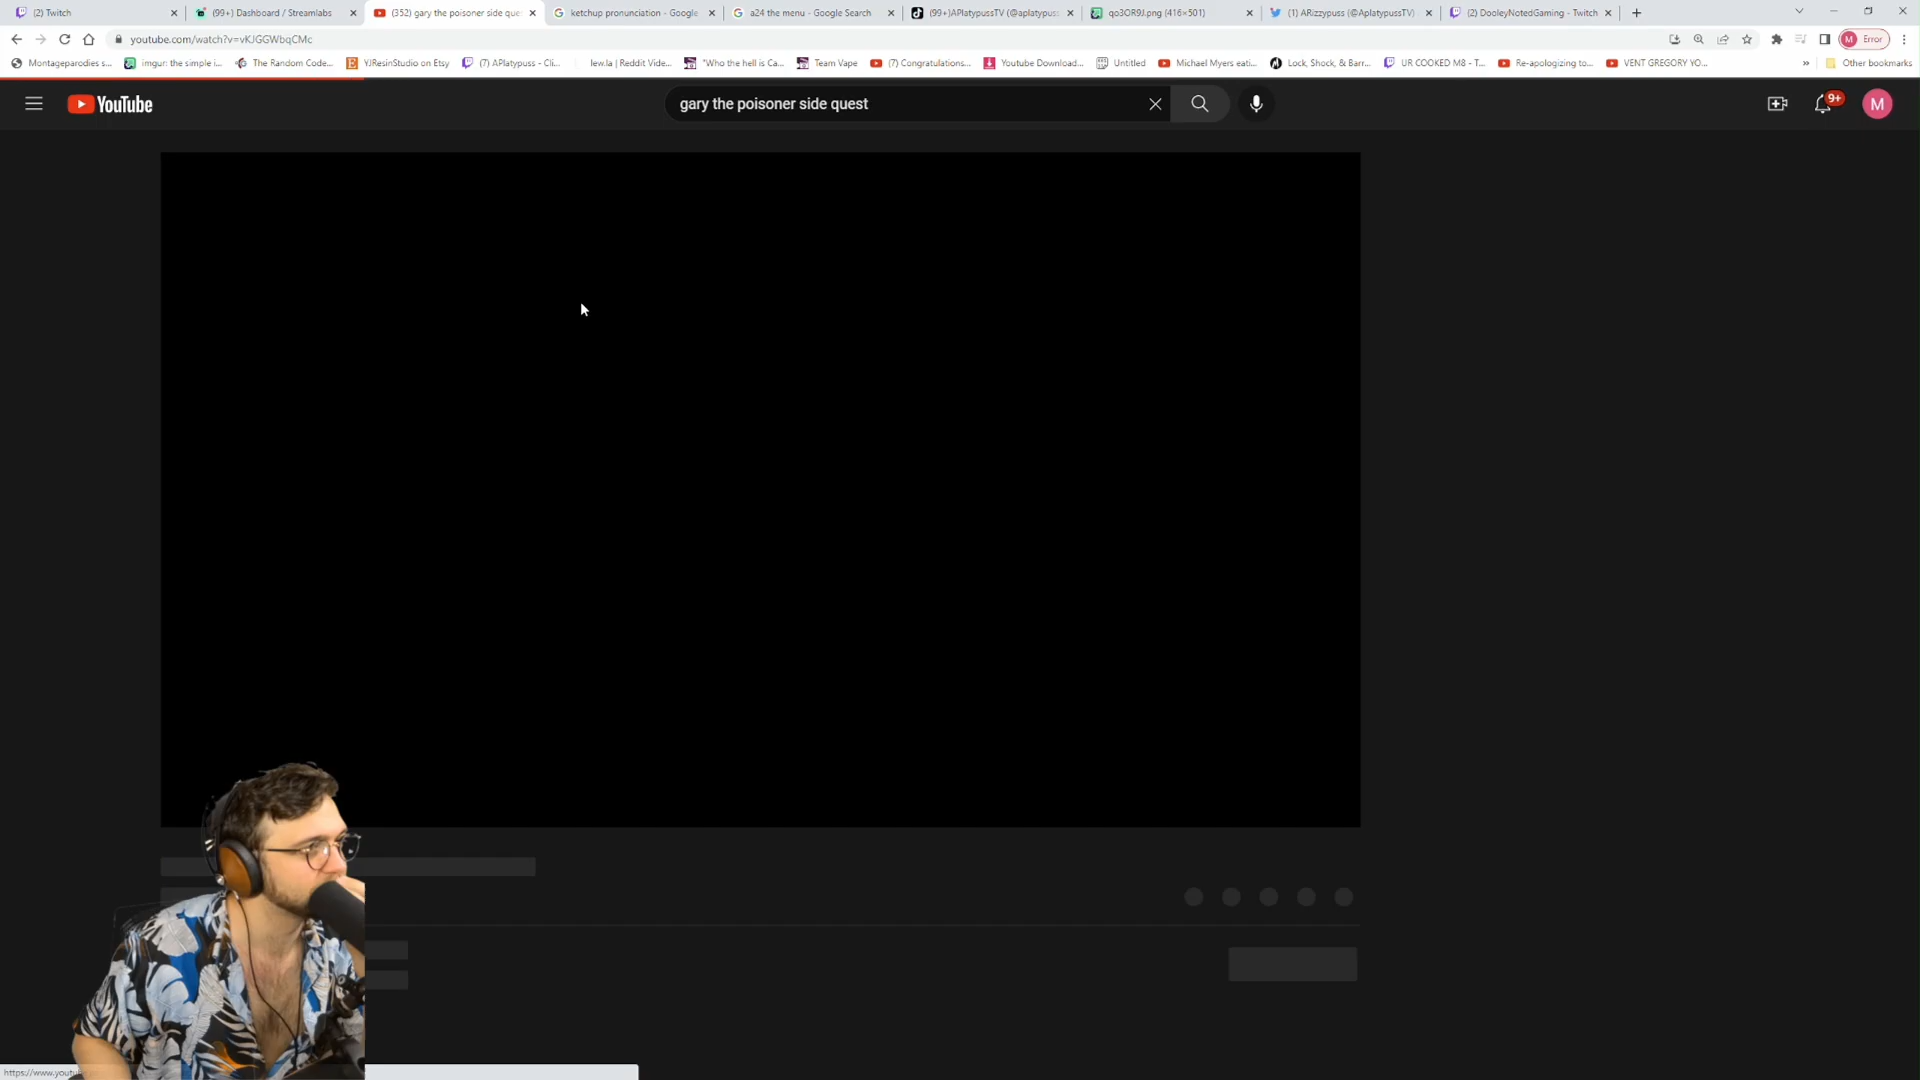 (2) Twitch
(99+) Dashboard / Streamlabs
(352) gary the poisoner side que
ketchup pronunciation - Google
a24 the menu - Google Search
(99+)APlatypussTV (@aplatypus
qo3OR9J.png (416×501)
(1) ARizzypuss (@AplatypussTV)
(2) DooleyNotedGaming - Twitch
youtube.com/watch?v=vKJGGWbqCMc
M Error
Montageparodies s...
imgur: the simple i...
The Random Code...
YJResinStudio on Etsy
(7) APlatypuss - Cli...
lew.la | Reddit Vide...
"Who the hell is Ca...
Team Vape
(7) Congratulations...
Youtube Download...
Untitled
Michael Myers eati...
Lock, Shock, & Barr...
UR COOKED M8 - T...
Re-apologizing to...
VENT GREGORY YO...
» Other bookmarks
YouTube
gary the poisoner side quest
9+
M
https://www.youtu